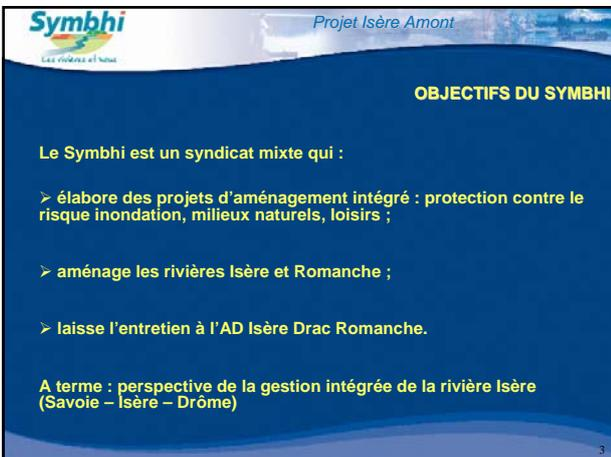 Symbhi
Les rivières et vous
Projet Isère Amont
OBJECTIFS DU SYMBHI
Le Symbhi est un syndicat mixte qui :
➢ élabore des projets d’aménagement intégré : protection contre le
risque inondation, milieux naturels, loisirs ;
➢ aménage les rivières Isère et Romanche ;
➢ laisse l’entretien à l’AD Isère Drac Romanche.
A terme : perspective de la gestion intégrée de la rivière Isère
(Savoie – Isère – Drôme)
3